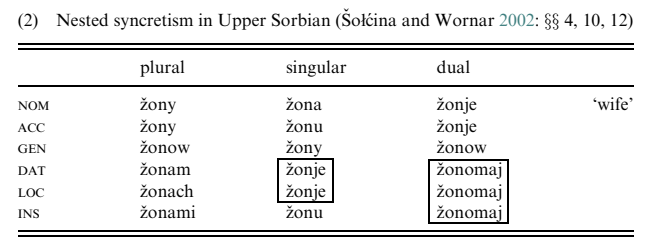 (2) Nested syncretism in Upper Sorbian (Šołćina and Wornar 2002: §§ 4, 10, 12)
plural singular dual
NOM žony žona žonje ‘wife’
ACC žony žonu žonje
GEN žonow žony žonow
DAT žonam žonje žonomaj
LOC žonach žonje žonomaj
INS žonami žonu žonomaj